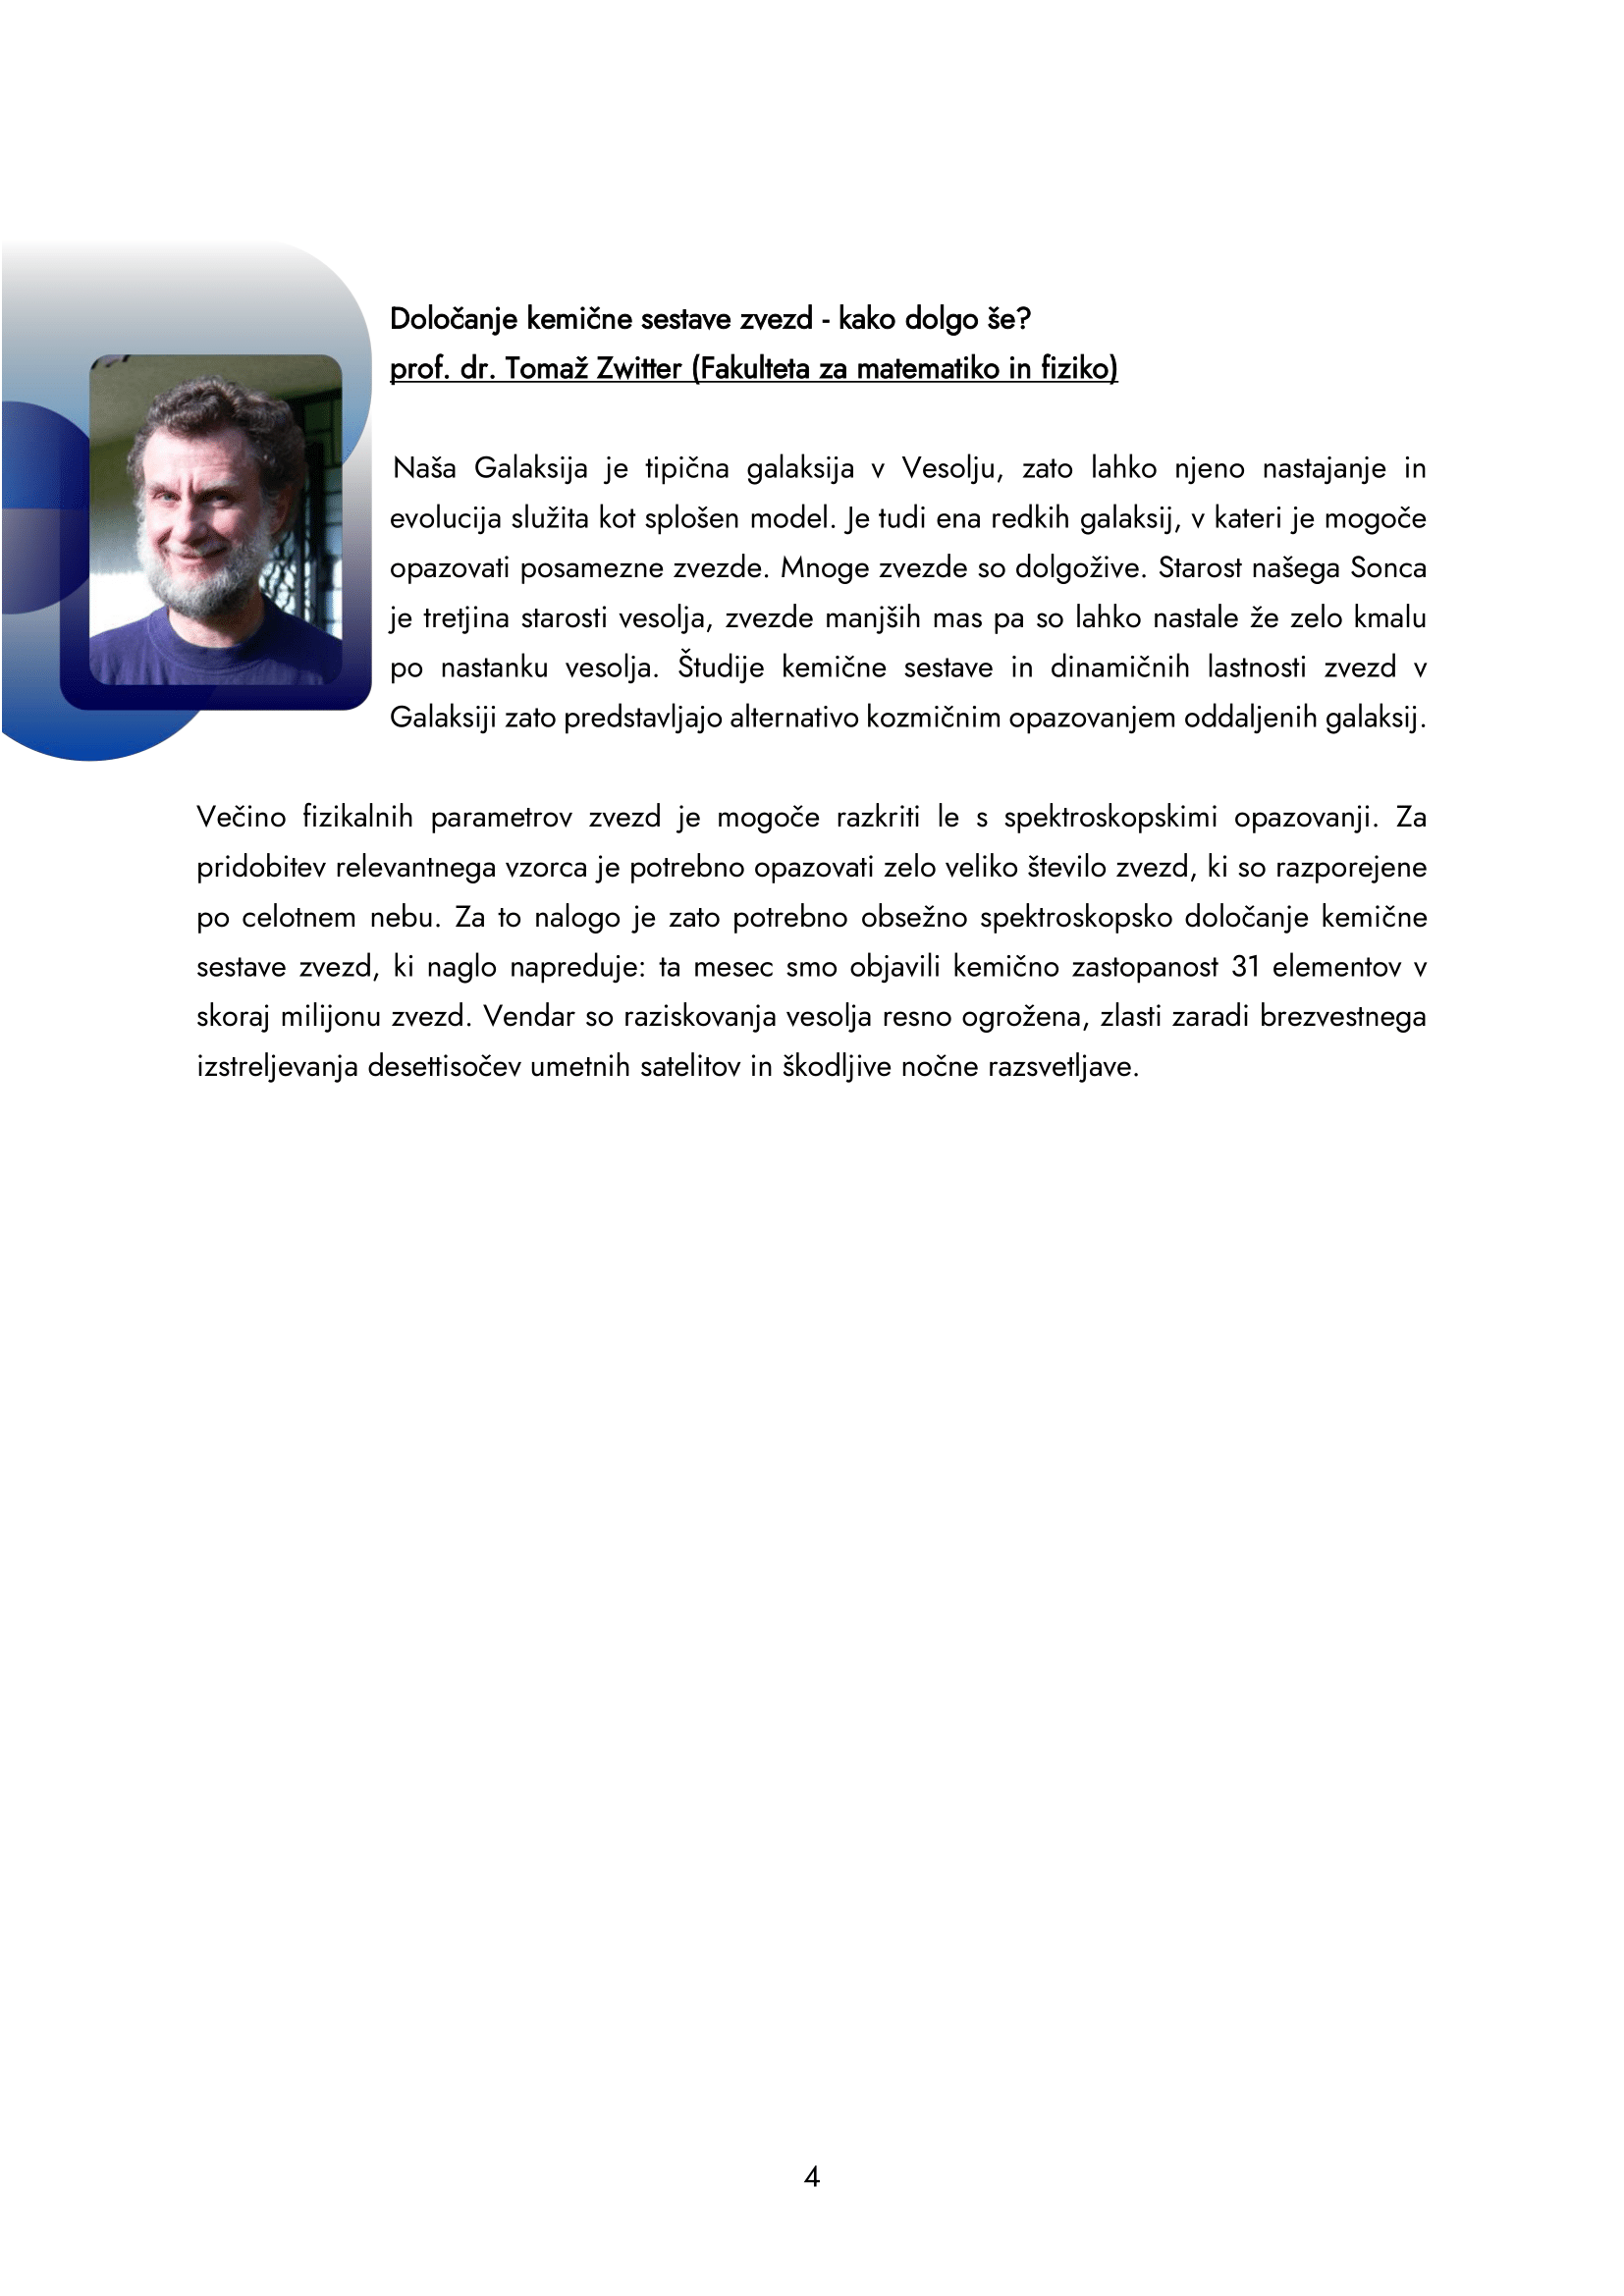 Določanje kemične sestave zvezd - kako dolgo še?
prof. dr. Tomaž Zwitter (Fakulteta za matematiko in fiziko)
Naša Galaksija je tipična galaksija v Vesolju, zato lahko njeno nastajanje in
evolucija služita kot splošen model. Je tudi ena redkih galaksij, v kateri je mogoče
opazovati posamezne zvezde. Mnoge zvezde so dolgožive. Starost našega Sonca
je tretjina starosti vesolja, zvezde manjših mas pa so lahko nastale že zelo kmalu
po nastanku vesolja. Študije kemične sestave in dinamičnih lastnosti zvezd v
Galaksiji zato predstavljajo alternativo kozmičnim opazovanjem oddaljenih galaksij.
Večino fizikalnih parametrov zvezd je mogoče razkriti le s spektroskopskimi opazovanji. Za
pridobitev relevantnega vzorca je potrebno opazovati zelo veliko število zvezd, ki so razporejene
po celotnem nebu. Za to nalogo je zato potrebno obsežno spektroskopsko določanje kemične
sestave zvezd, ki naglo napreduje: ta mesec smo objavili kemično zastopanost 31 elementov v
skoraj milijonu zvezd. Vendar so raziskovanja vesolja resno ogrožena, zlasti zaradi brezvestnega
izstreljevanja desettisočev umetnih satelitov in škodljive nočne razsvetljave.
4